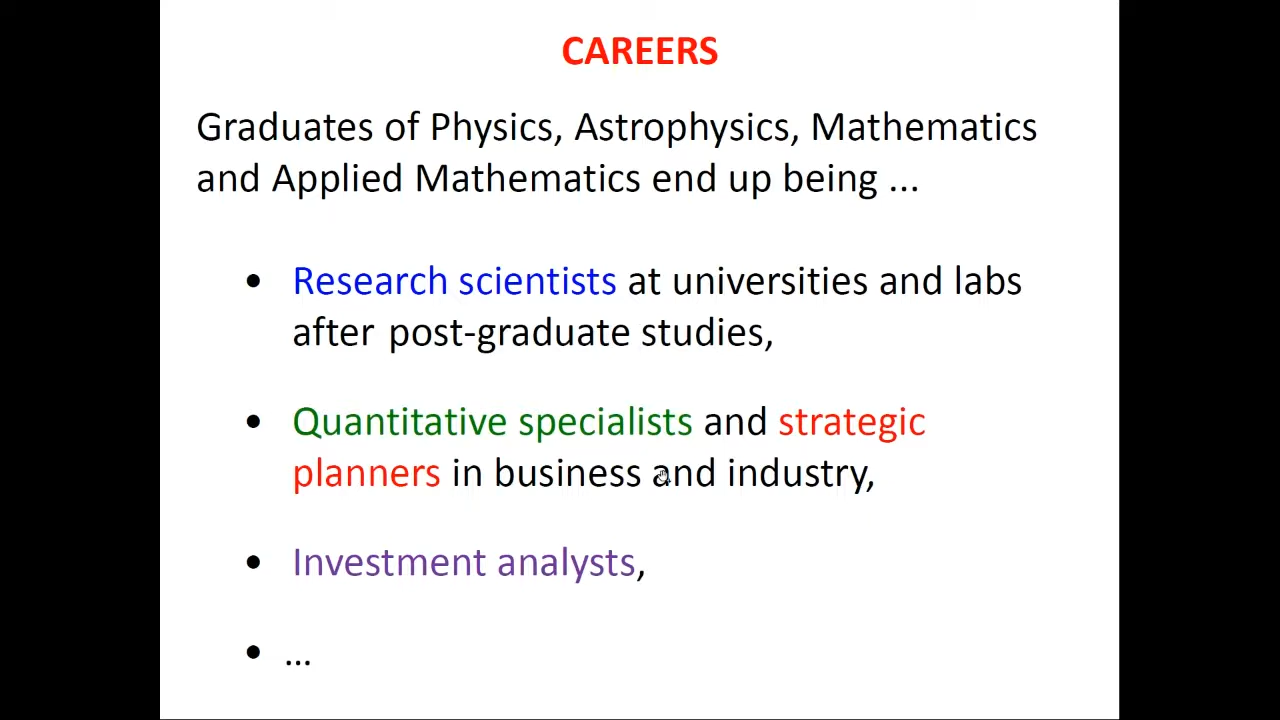 CAREERS
Graduates of Physics, Astrophysics, Mathematics
and Applied Mathematics end up being ...
• Research scientists at universities and labs
after post-graduate studies,
• Quantitative specialists and strategic
planners in business and industry,
• Investment analysts,
• ...